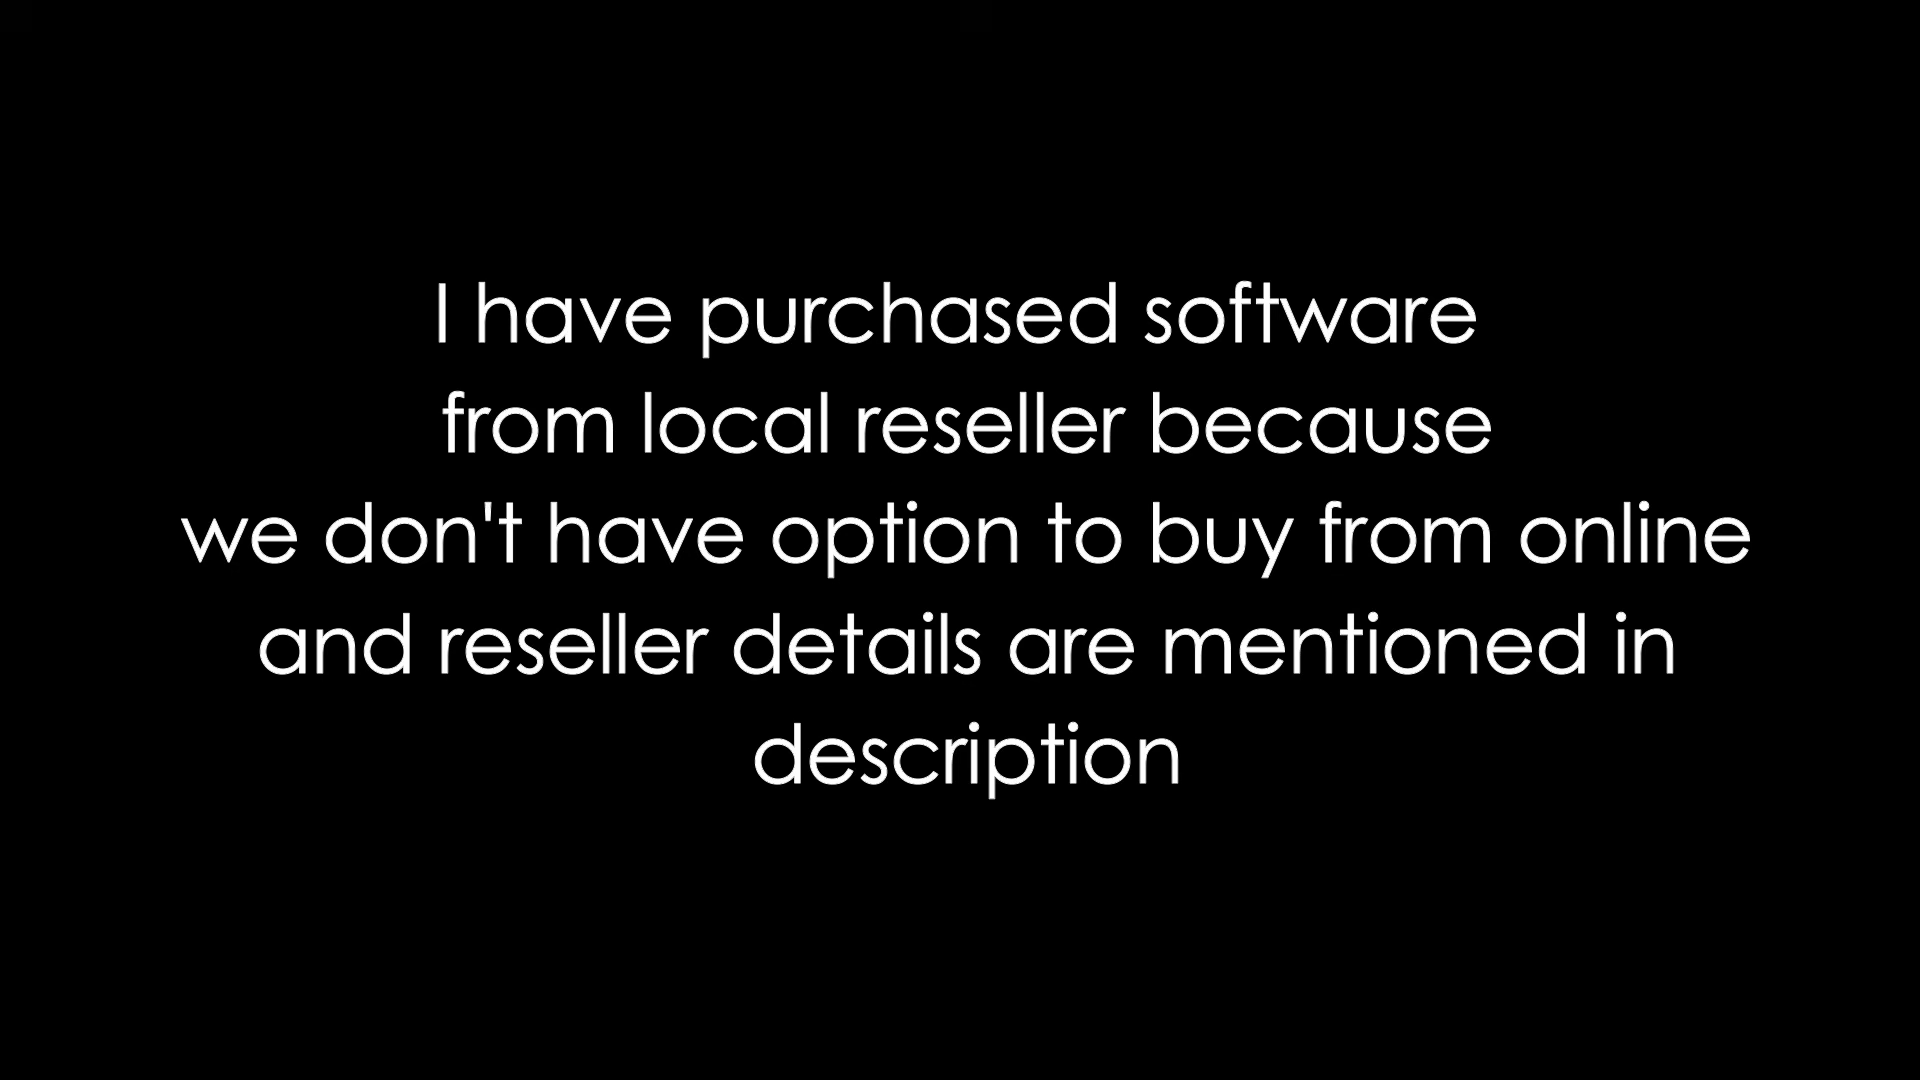 I have purchased software
from local reseller because
we don't have option to buy from online
and reseller details are mentioned in
description